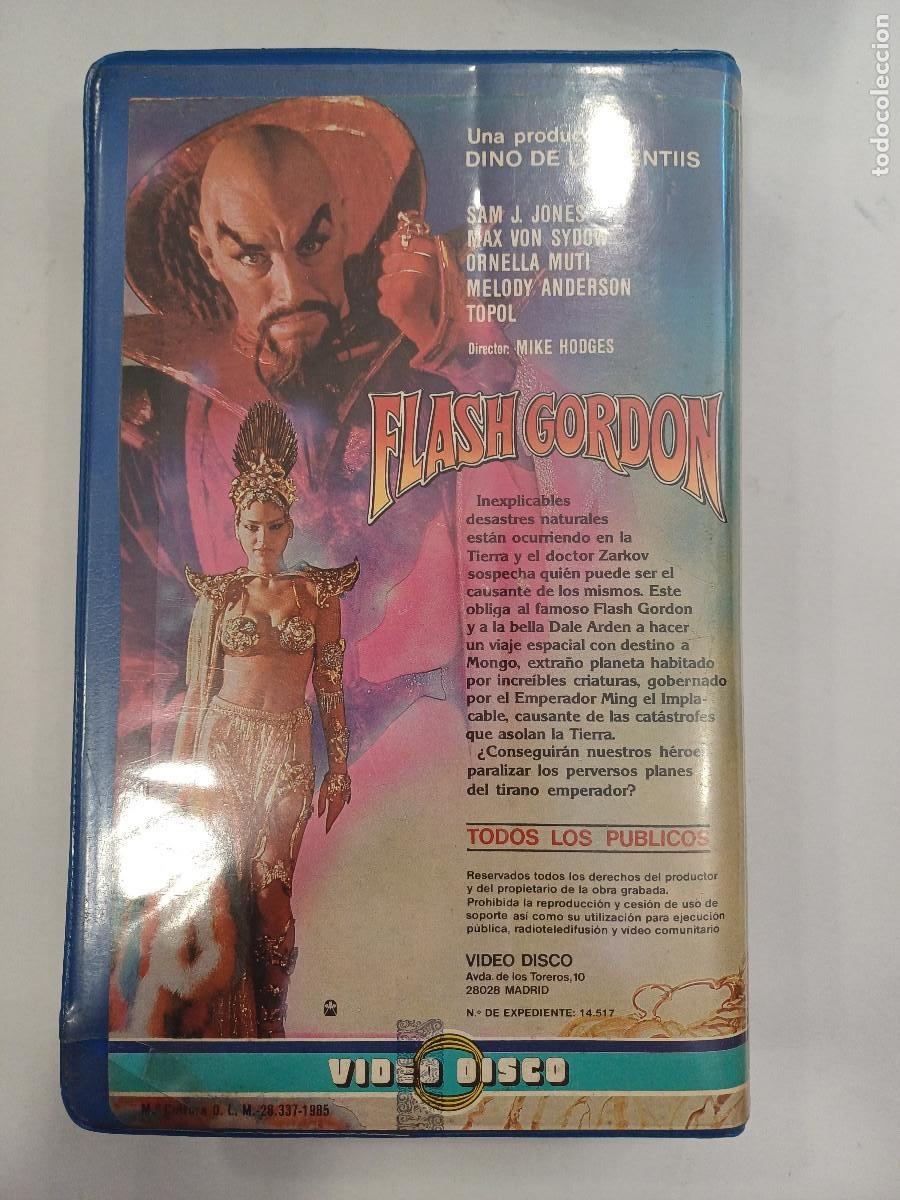 Una produc
DINO DE L ENTIIS
SAM J. JONES
MAX VON SYDOW
ORNELLA MUTI
MELODY ANDERSON
TOPOL
Director: MIKE HODGES
FLASH GORDON
Inexplicables
desastres naturales
están ocurriendo en la
Tierra y el doctor Zarkov
sospecha quién puede ser el
causante de los mismos. Este
obliga al famoso Flash Gordon
y a la bella Dale Arden a hacer
un viaje espacial con destino a
Mongo, extraño planeta habitado
por increíbles criaturas, gobernado
por el Emperador Ming el Impla-
cable, causante de las catástrofes
que asolan la Tierra.
¿Conseguirán nuestros héroe
paralizar los perversos planes
del tirano emperador?
TODOS LOS PUBLICOS
Reservados todos los derechos del productor
y del propietario de la obra grabada.
Prohibida la reproducción y cesión de uso de
soporte así como su utilización para ejecución
pública, radioteledifusión y vídeo comunitario
VIDEO DISCO
Avda. de los Toreros, 10
28028 MADRID
N.º DE EXPEDIENTE: 14.517
VIDEO DISCO
M.º Cultura D. L. M.-28.337-1985
todocoleccion